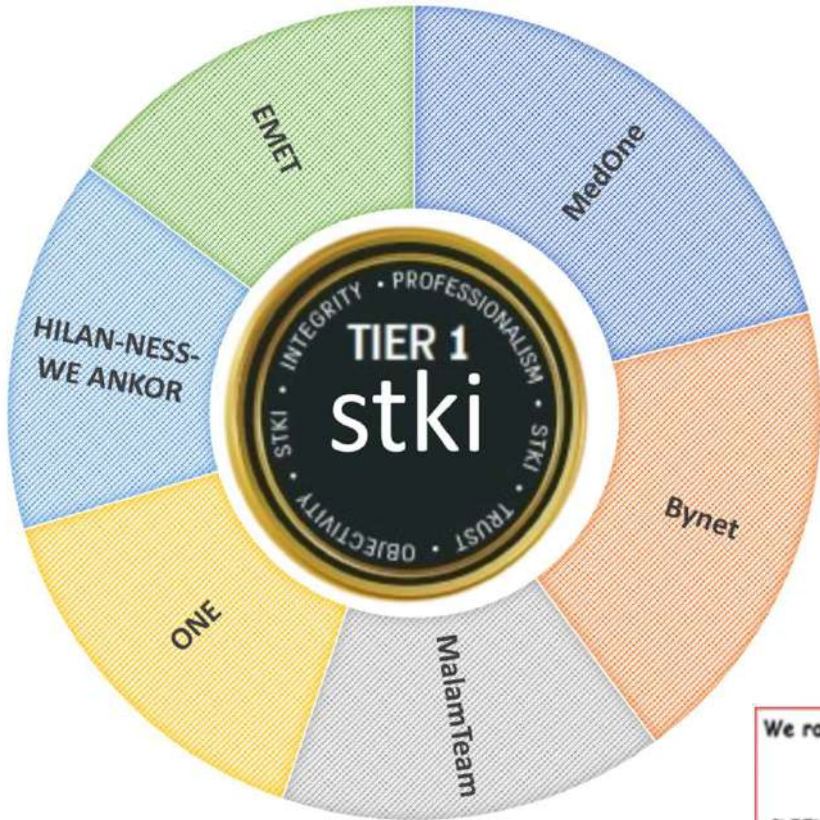 EMET
MedOne
HILAN-NESS-
WE ANKOR
Bynet
ONE
MalamTeam
TIER 1
stki
INTEGRITY • PROFESSIONALISM • STKI • TRUST • OBJECTIVITY • STKI •
We